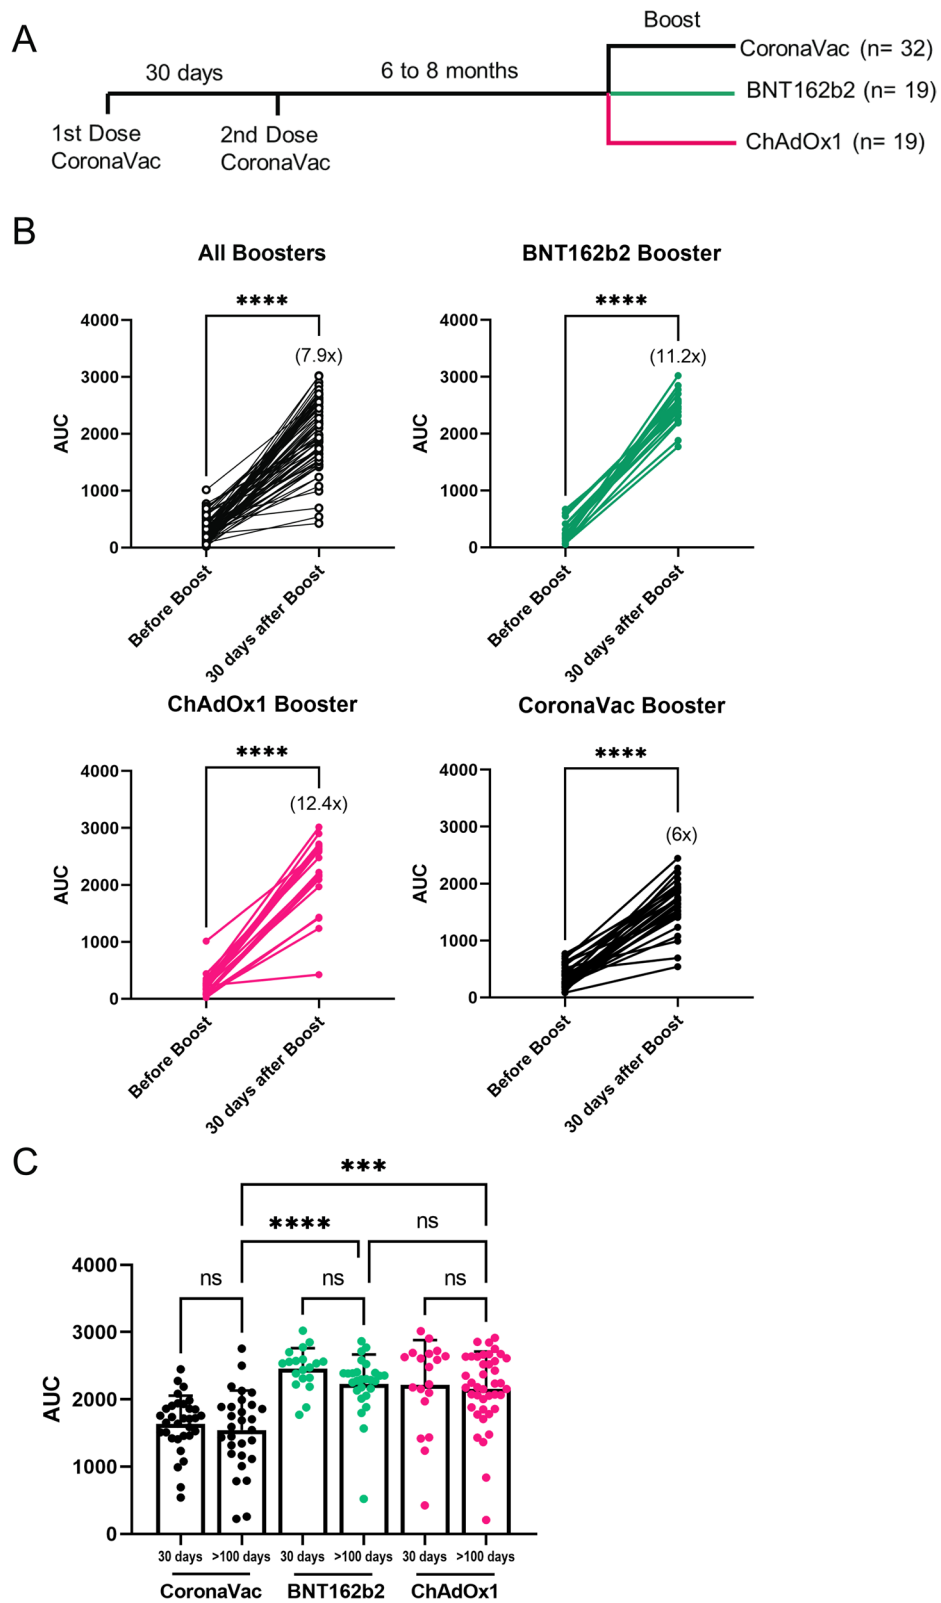 A
Boost
30 days
6 to 8 months
CoronaVac (n= 32)
BNT162b2 (n= 19)
ChAdOx1 (n= 19)
1st Dose
CoronaVac
2nd Dose
CoronaVac
B
All Boosters
****
(7.9x)
4000
3000
2000
1000
0
AUC
Before Boost
30 days after Boost
BNT162b2 Booster
****
(11.2x)
4000
3000
2000
1000
0
AUC
Before Boost
30 days after Boost
ChAdOx1 Booster
****
(12.4x)
4000
3000
2000
1000
0
AUC
Before Boost
30 days after Boost
CoronaVac Booster
****
(6x)
4000
3000
2000
1000
0
AUC
Before Boost
30 days after Boost
C
***
****
ns
ns
ns
ns
4000
3000
2000
1000
0
AUC
30 days >100 days 30 days >100 days 30 days >100 days
CoronaVac BNT162b2 ChAdOx1